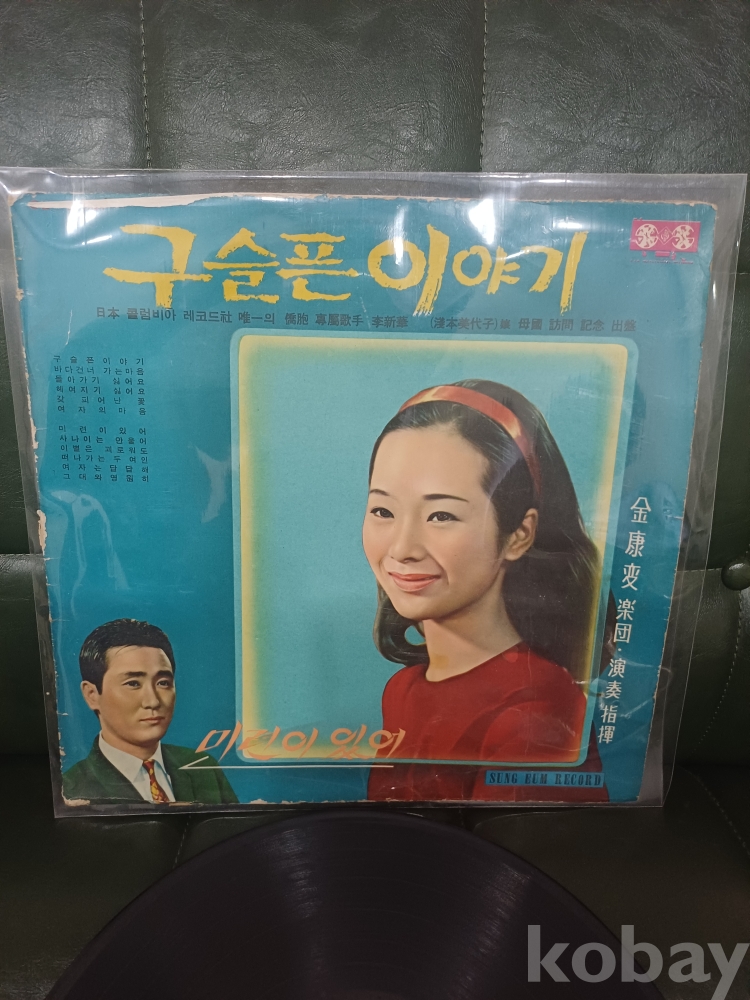 구슬픈 이야기
日本 콜럼비아 레코드社 唯一의 僑胞 專屬歌手 李新華 (淺本美代子)孃 母國 訪問 記念 出盤
구슬픈이야기
바다건너 가는마음
돌아가기 싫어요
헤여지기 싫어요
갖 피어난 꽃
여자의마음
미련이있어
사나이는 안울어
이별은 괴로워도
떠나가는 두여인
여자는 답답해
그대와영원히
金康燮 楽団·演奏指揮
미련이 있어
SUNG EUM RECORD
kobay